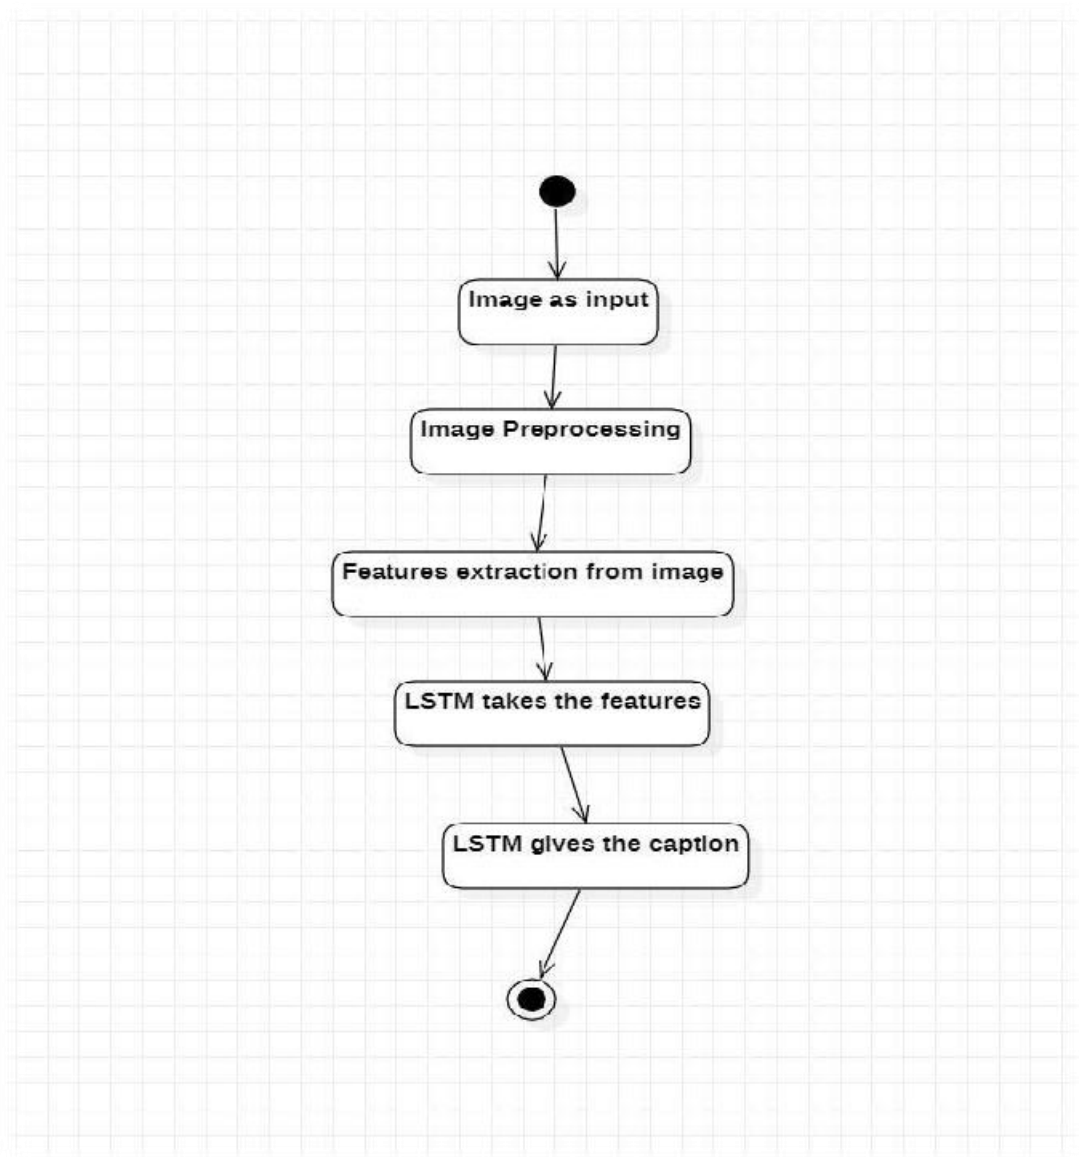 Image as input
Image Preprocessing
Features extraction from image
LSTM takes the features
LSTM gives the caption